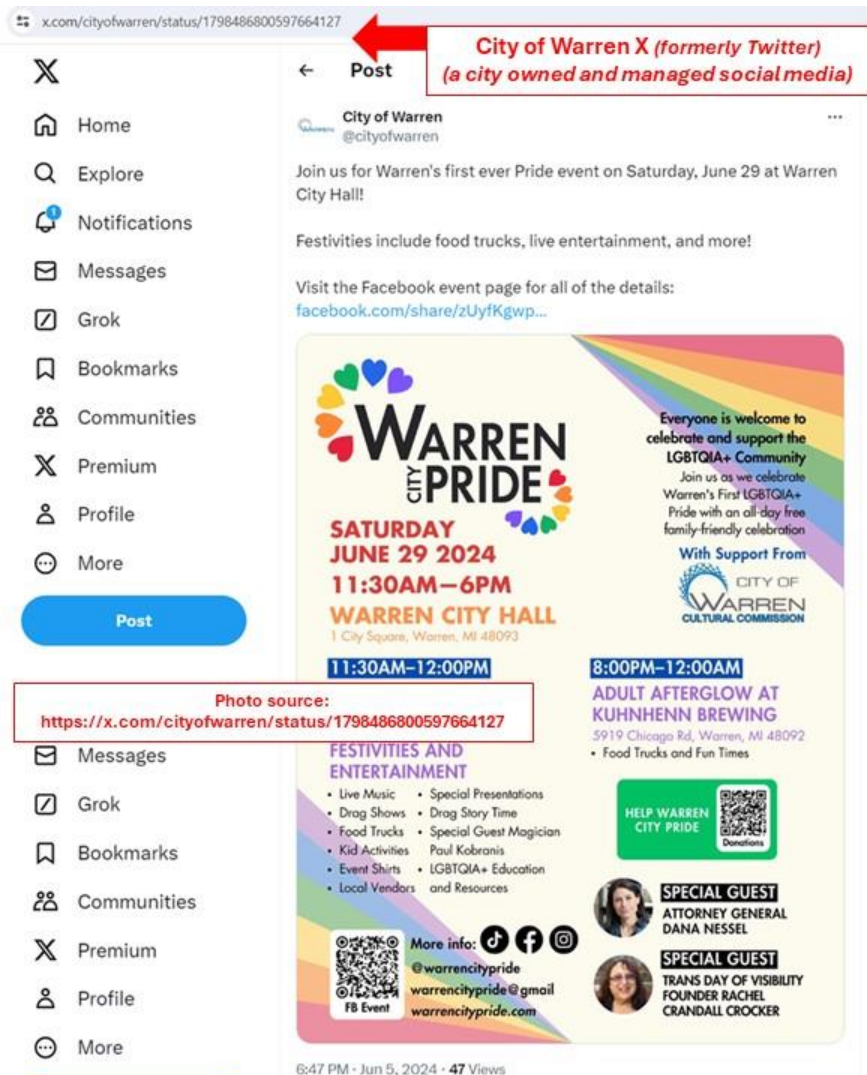 x.com/cityofwarren/status/1798486800597664127
City of Warren X (formerly Twitter)
(a city owned and managed social media)
Home
Explore
1
Notifications
Messages
Grok
Bookmarks
Communities
Premium
Profile
More
Post
Photo source:
https://x.com/cityofwarren/status/1798486800597664127
Messages
Grok
Bookmarks
Communities
Premium
Profile
More
Post
City of Warren
@cityofwarren
Join us for Warren's first ever Pride event on Saturday, June 29 at Warren
City Hall!
Festivities include food trucks, live entertainment, and more!
Visit the Facebook event page for all of the details:
facebook.com/share/zUyfKgwp...
WARREN
CITY PRIDE
SATURDAY
JUNE 29 2024
11:30AM–6PM
WARREN CITY HALL
1 City Square, Warren, MI 48093
Everyone is welcome to
celebrate and support the
LGBTQIA+ Community
Join us as we celebrate
Warren's First LGBTQIA+
Pride with an all-day free
family-friendly celebration
With Support From
CITY OF
WARREN
CULTURAL COMMISSION
11:30AM–12:00PM
FESTIVITIES AND
ENTERTAINMENT
• Live Music
• Drag Shows
• Food Trucks
• Kid Activities
• Event Shirts
• Local Vendors
• Special Presentations
• Drag Story Time
• Special Guest Magician
Paul Kobranis
• LGBTQIA+ Education
and Resources
8:00PM–12:00AM
ADULT AFTERGLOW AT
KUHNHENN BREWING
5919 Chicago Rd, Warren, MI 48092
• Food Trucks and Fun Times
HELP WARREN
CITY PRIDE
Donations
SPECIAL GUEST
ATTORNEY GENERAL
DANA NESSEL
SPECIAL GUEST
TRANS DAY OF VISIBILITY
FOUNDER RACHEL
CRANDALL CROCKER
FB Event
More info:
@warrencitypride
warrencitypride@gmail
warrencitypride.com
6:47 PM · Jun 5, 2024 · 47 Views